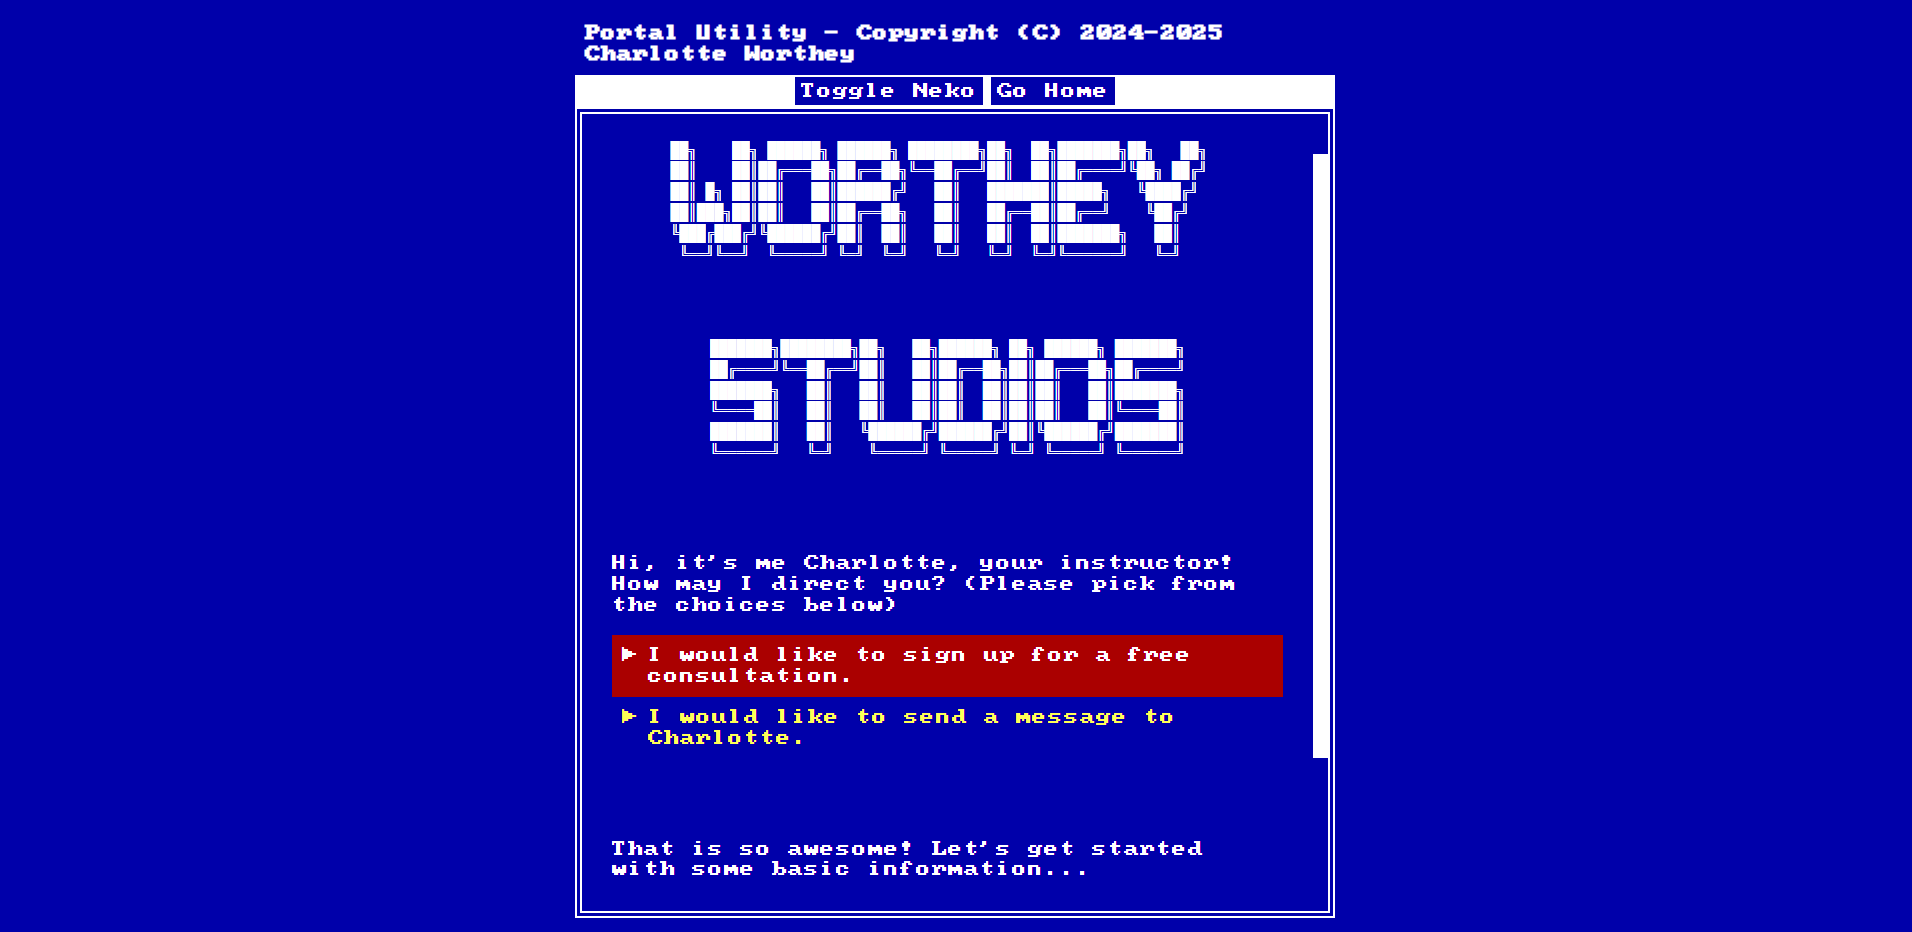 Portal Utility - Copyright (C) 2024-2025
Charlotte Worthey
Toggle Neko Go Home
WORTHEY
STUDIOS
Hi, it's me Charlotte, your instructor!
How may I direct you? (Please pick from
the choices below)
► I would like to sign up for a free
consultation.
► I would like to send a message to
Charlotte.
That is so awesome! Let's get started
with some basic information...